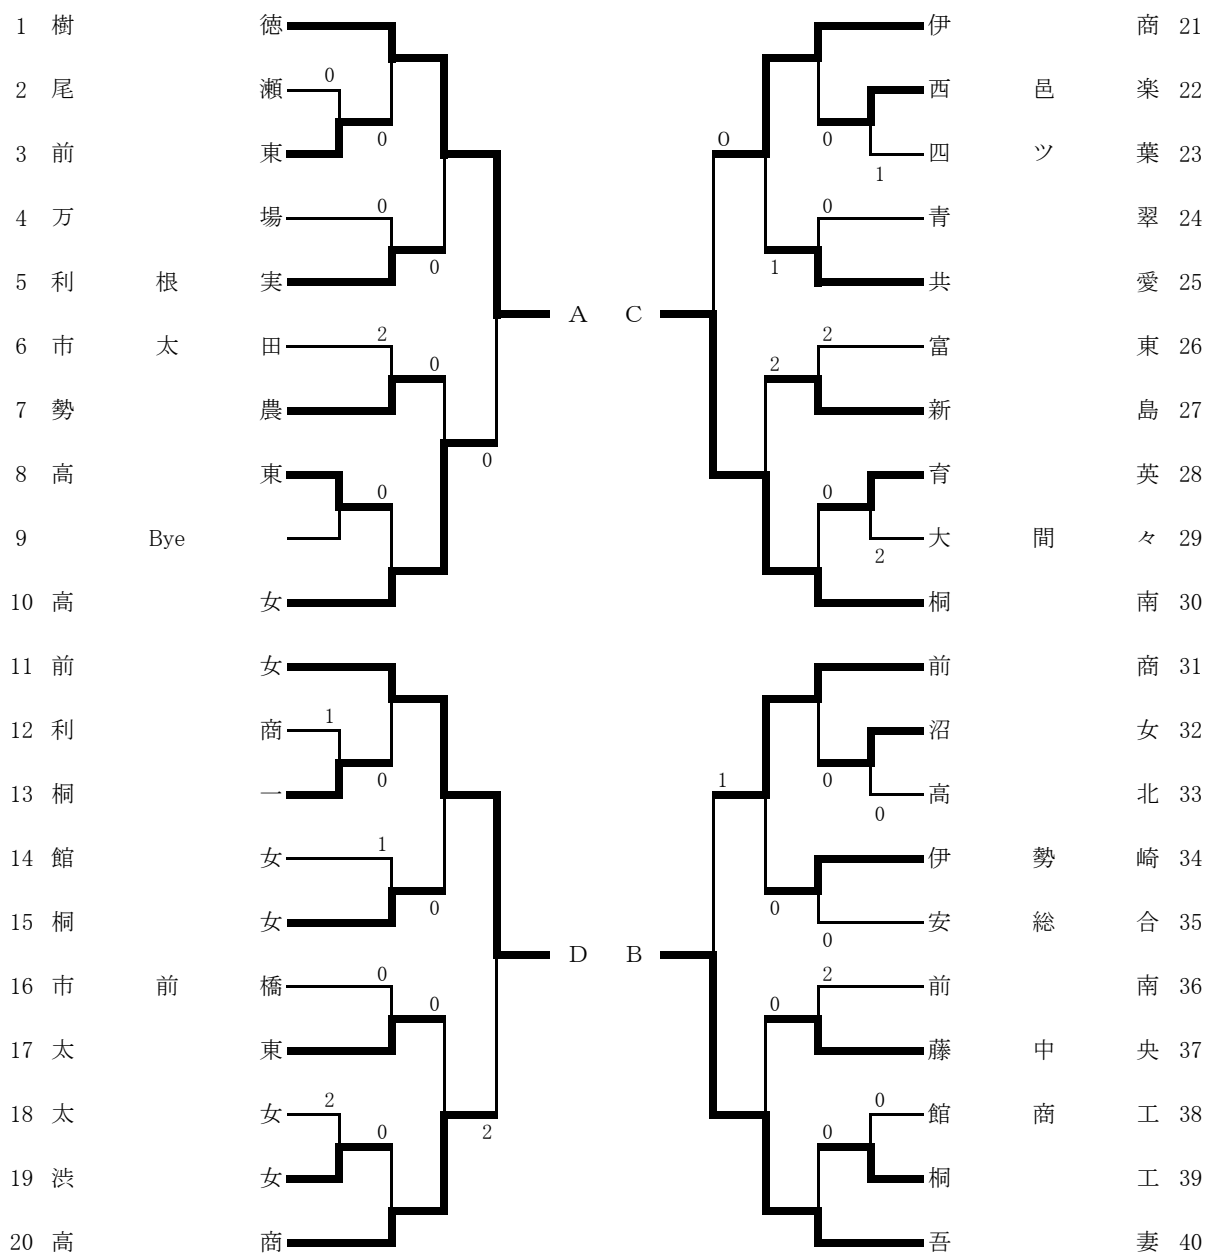 1 樹 徳
0
2 尾 瀬
0
3 前 東
0
4 万 場
0
5 利 根 実
A
2
6 市 太 田
0
7 勢 農
0
8 高 東
0
9 Bye
10 高 女
11 前 女
1
12 利 商
0
13 桐 一
1
14 館 女
0
15 桐 女
D
0
16 市 前 橋
0
17 太 東
2
18 太 女
0
2
19 渋 女
20 高 商
伊 商 21
西 邑 楽 22
0
0
四 ツ 葉 23
1
0
青 翠 24
1
共 愛 25
C
2
富 東 26
2
新 島 27
育 英 28
0
大 間 々 29
2
桐 南 30
前 商 31
沼 女 32
1
0
高 北 33
0
伊 勢 崎 34
0
安 総 合 35
0
B
2
前 南 36
0
藤 中 央 37
0
館 商 工 38
0
桐 工 39
吾 妻 40